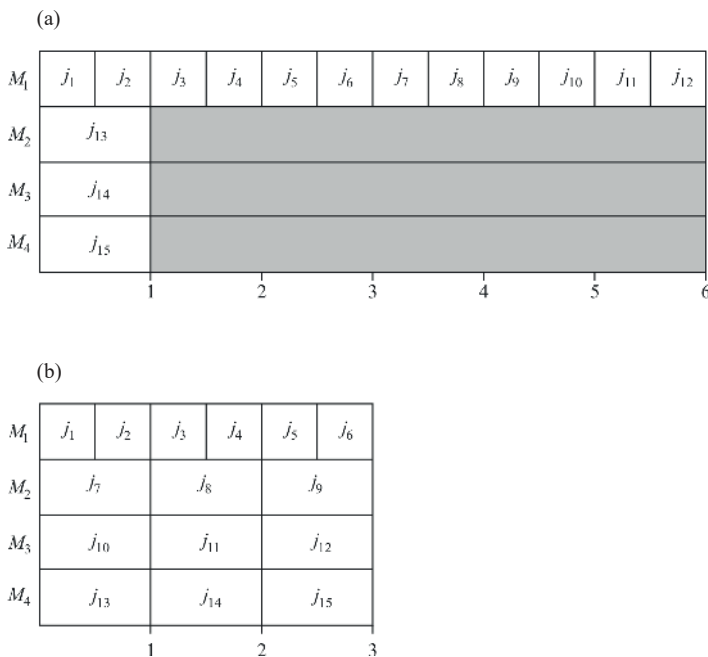 (a)
M₁ j₁ j₂ j₃ j₄ j₅ j₆ j₇ j₈ j₉ j₁₀ j₁₁ j₁₂
M₂ j₁₃
M₃ j₁₄
M₄ j₁₅
1 2 3 4 5 6
(b)
M₁ j₁ j₂ j₃ j₄ j₅ j₆
M₂ j₇ j₈ j₉
M₃ j₁₀ j₁₁ j₁₂
M₄ j₁₃ j₁₄ j₁₅
1 2 3